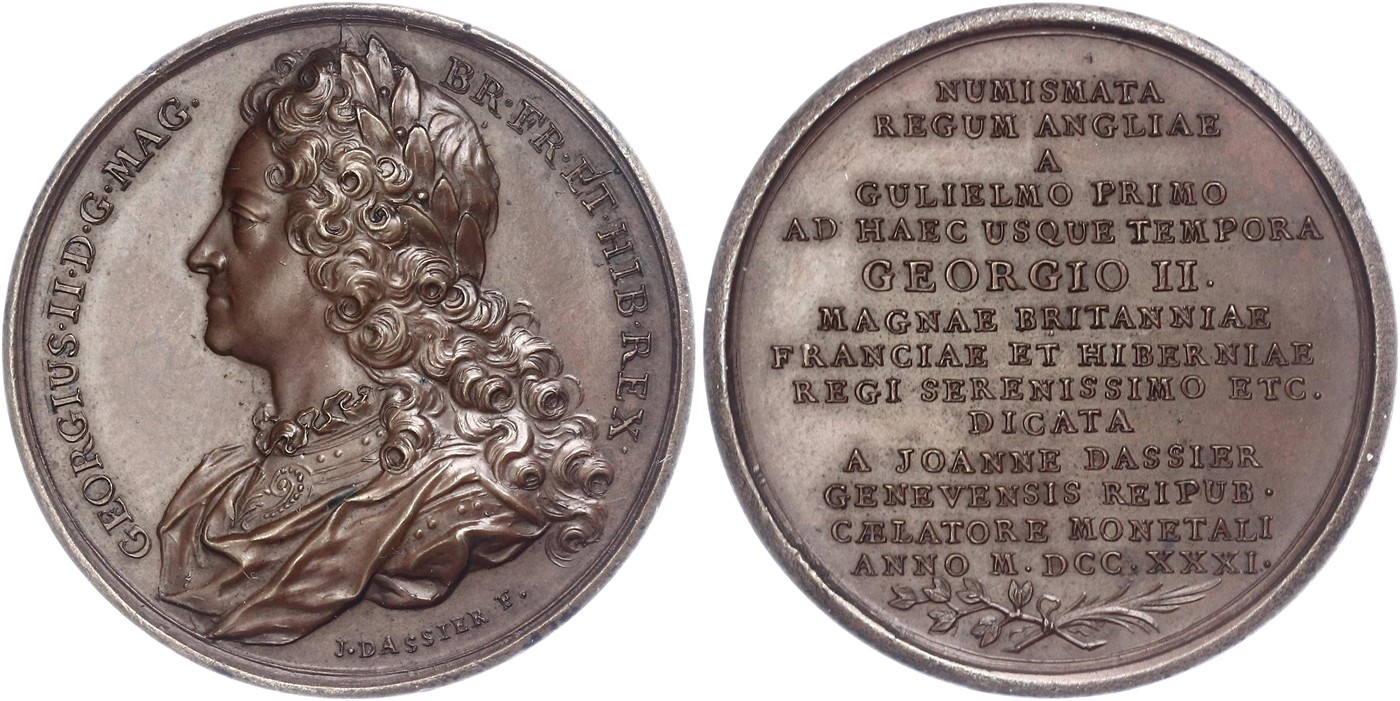 GEORGIUS·II·D·G·MAG·
BR·FR·ET·HIB·REX·
J·DASSIER F.
NUMISMATA
REGUM ANGLIAE
A
GULIELMO PRIMO
AD HAEC USQUE TEMPORA
GEORGIO II.
MAGNAE BRITANNIAE
FRANCIAE ET HIBERNIAE
REGI SERENISSIMO ETC.
DICATA
A JOANNE DASSIER
GENEVENSIS REIPUB·
CÆLATORE MONETALI
ANNO M·DCC·XXXI·